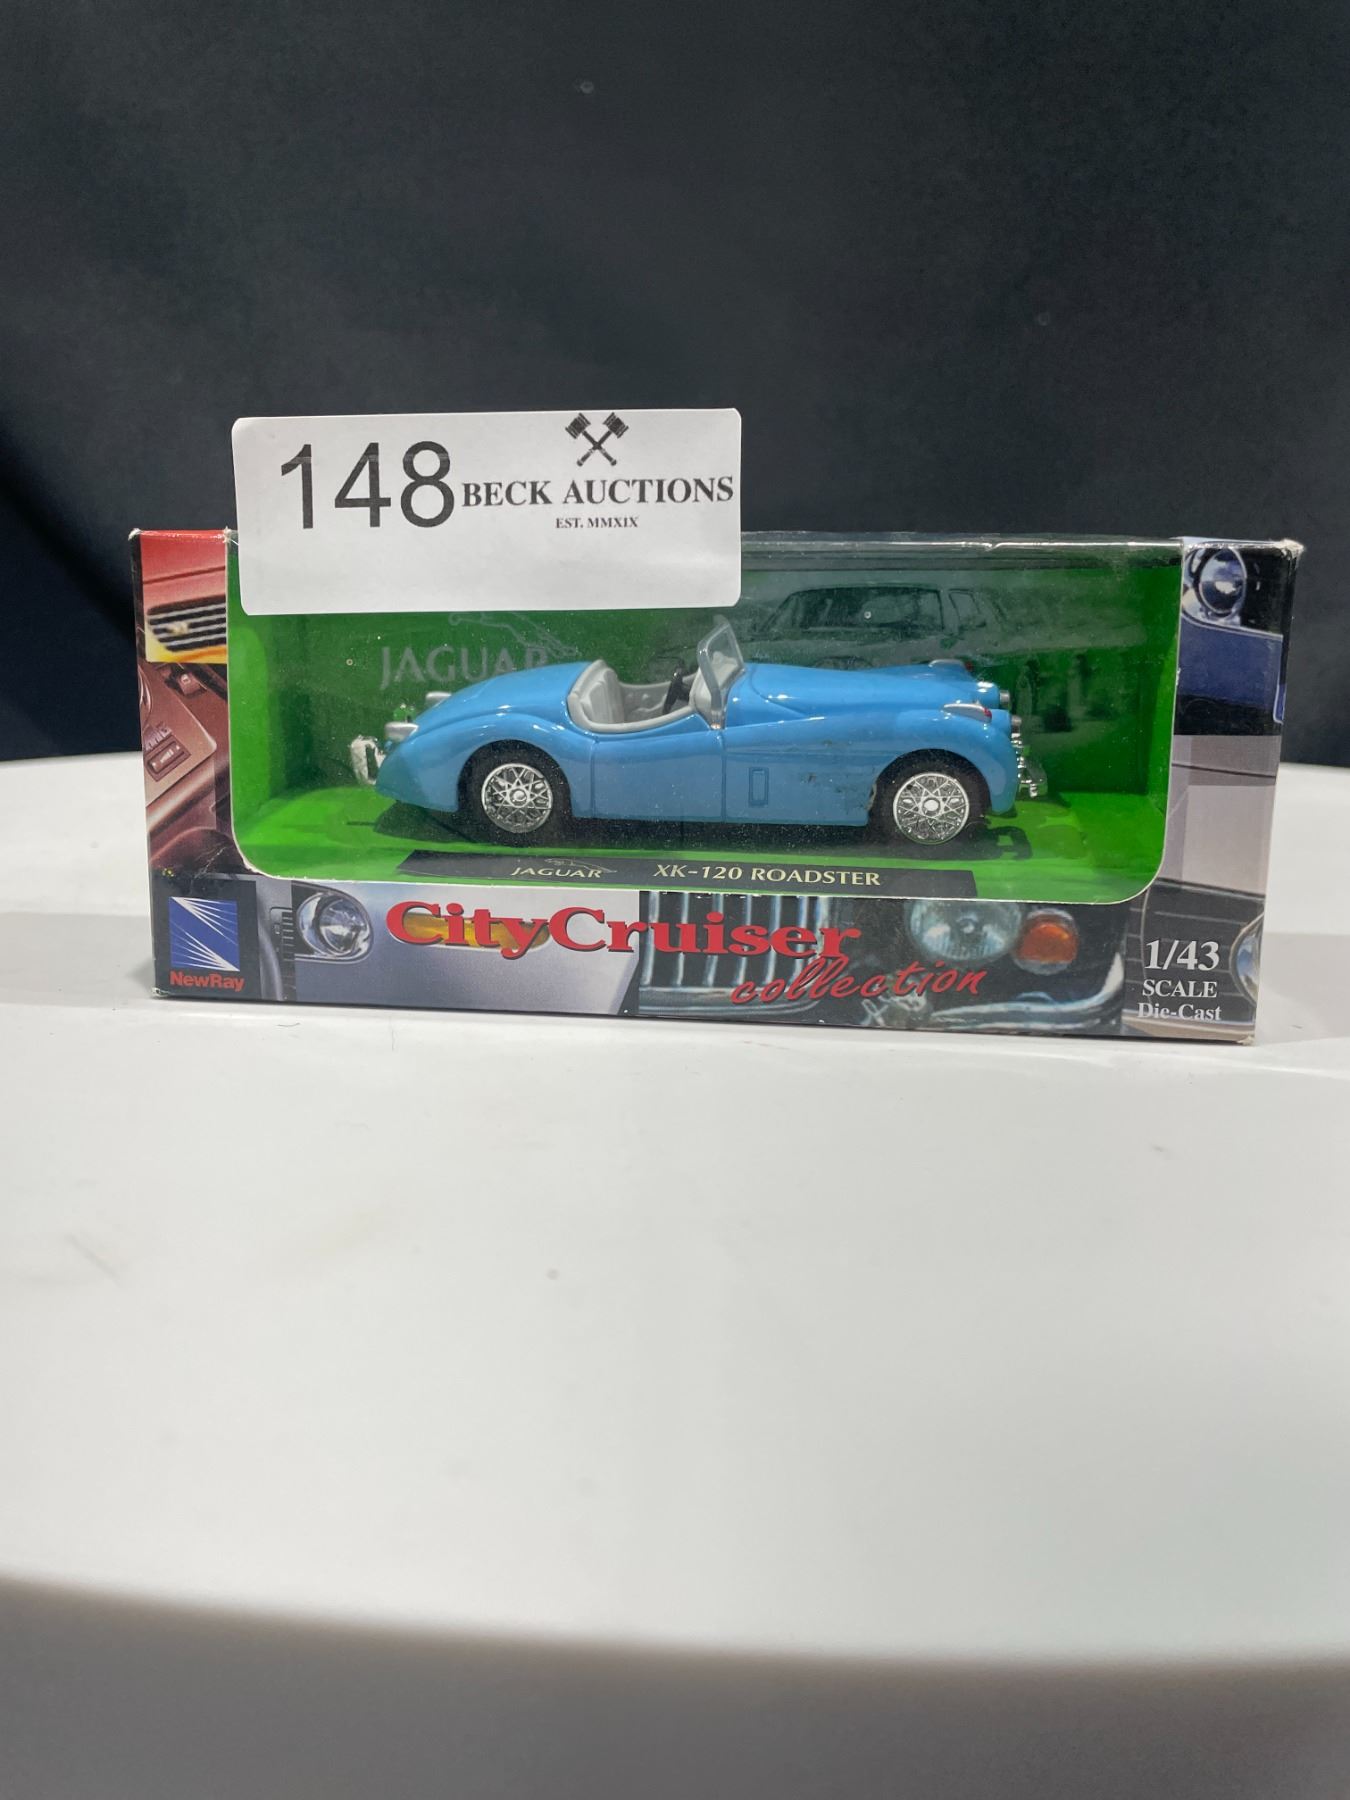 148
BECK AUCTIONS
EST. MMXIX
JAGUAR
JAGUAR XK-120 ROADSTER
CityCruiser
collection
NewRay
1/43
SCALE
Die-Cast